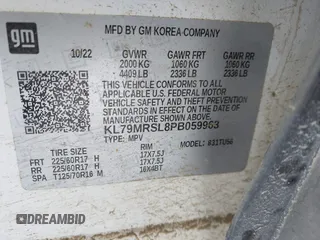 gm
MFD BY GM KOREA COMPANY
10/22 GVWR GAWR FRT GAWR RR
2000 KG 1060 KG 1060 KG
4409 LB 2336 LB 2336 LB
THIS VEHICLE CONFORMS TO ALL APPLICABLE
U.S. FEDERAL MOTOR VEHICLE SAFETY
THEFT PREVENTION STANDARDS IN EFFECT
ON THE DATE OF MANUFACTURE SHOWN ABOVE
KL79MRSL8PB059963
TYPE: MPV
TIRE SIZE RIM
FRT 225/60R17 H 17X7.5J
RR 225/60R17 H 17X7.5J
SPA T125/70R16 M 16X4BT